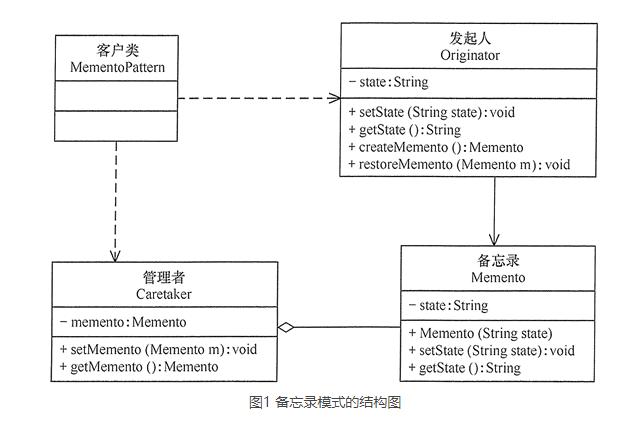 客户类
MementoPattern
发起人
Originator
− state:String
+ setState (String state):void
+ getState ():String
+ createMemento ():Memento
+ restoreMemento (Memento m):void
管理者
Caretaker
− memento:Memento
+ setMemento (Memento m):void
+ getMemento ():Memento
备忘录
Memento
− state:String
+ Memento (String state)
+ setState (String state):void
+ getState ():String
图1 备忘录模式的结构图